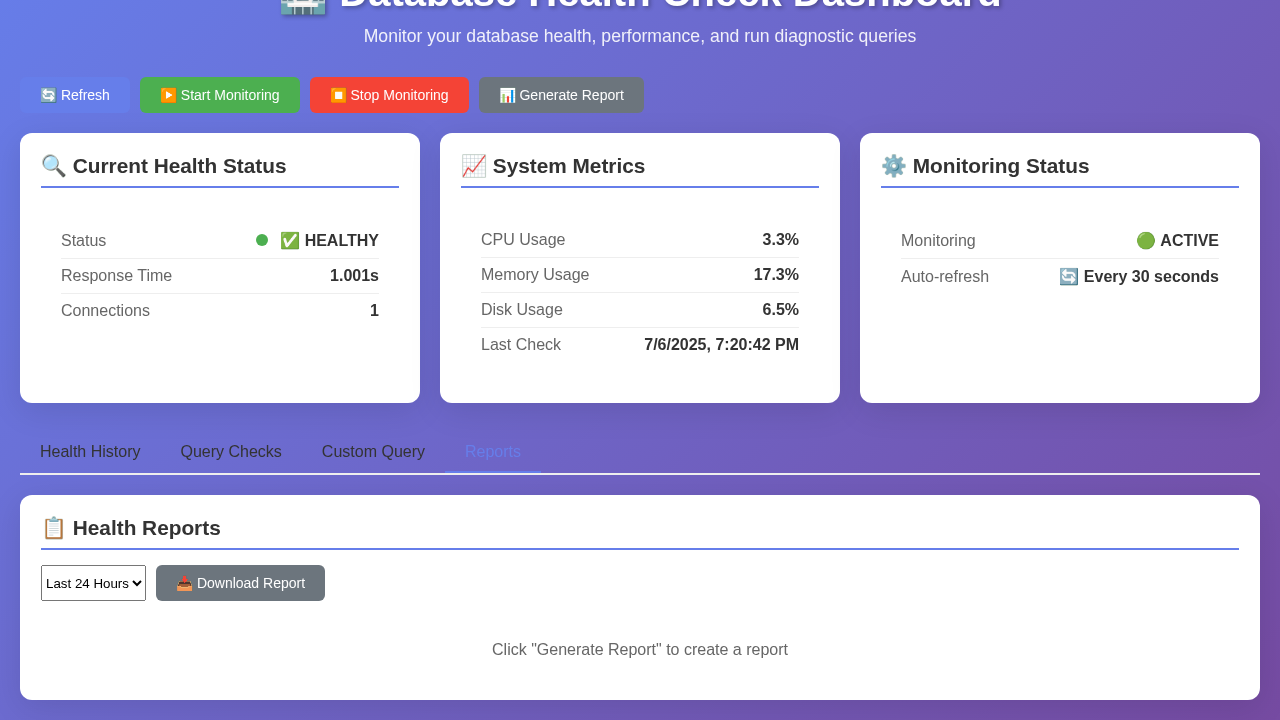 Database Health Check Dashboard
Monitor your database health, performance, and run diagnostic queries
Refresh
Start Monitoring
Stop Monitoring
Generate Report
Current Health Status
Status
HEALTHY
Response Time
1.001s
Connections
1
System Metrics
CPU Usage
3.3%
Memory Usage
17.3%
Disk Usage
6.5%
Last Check
7/6/2025, 7:20:42 PM
Monitoring Status
Monitoring
ACTIVE
Auto-refresh
Every 30 seconds
Health History
Query Checks
Custom Query
Reports
Health Reports
Last 24 Hours
Download Report
Click "Generate Report" to create a report